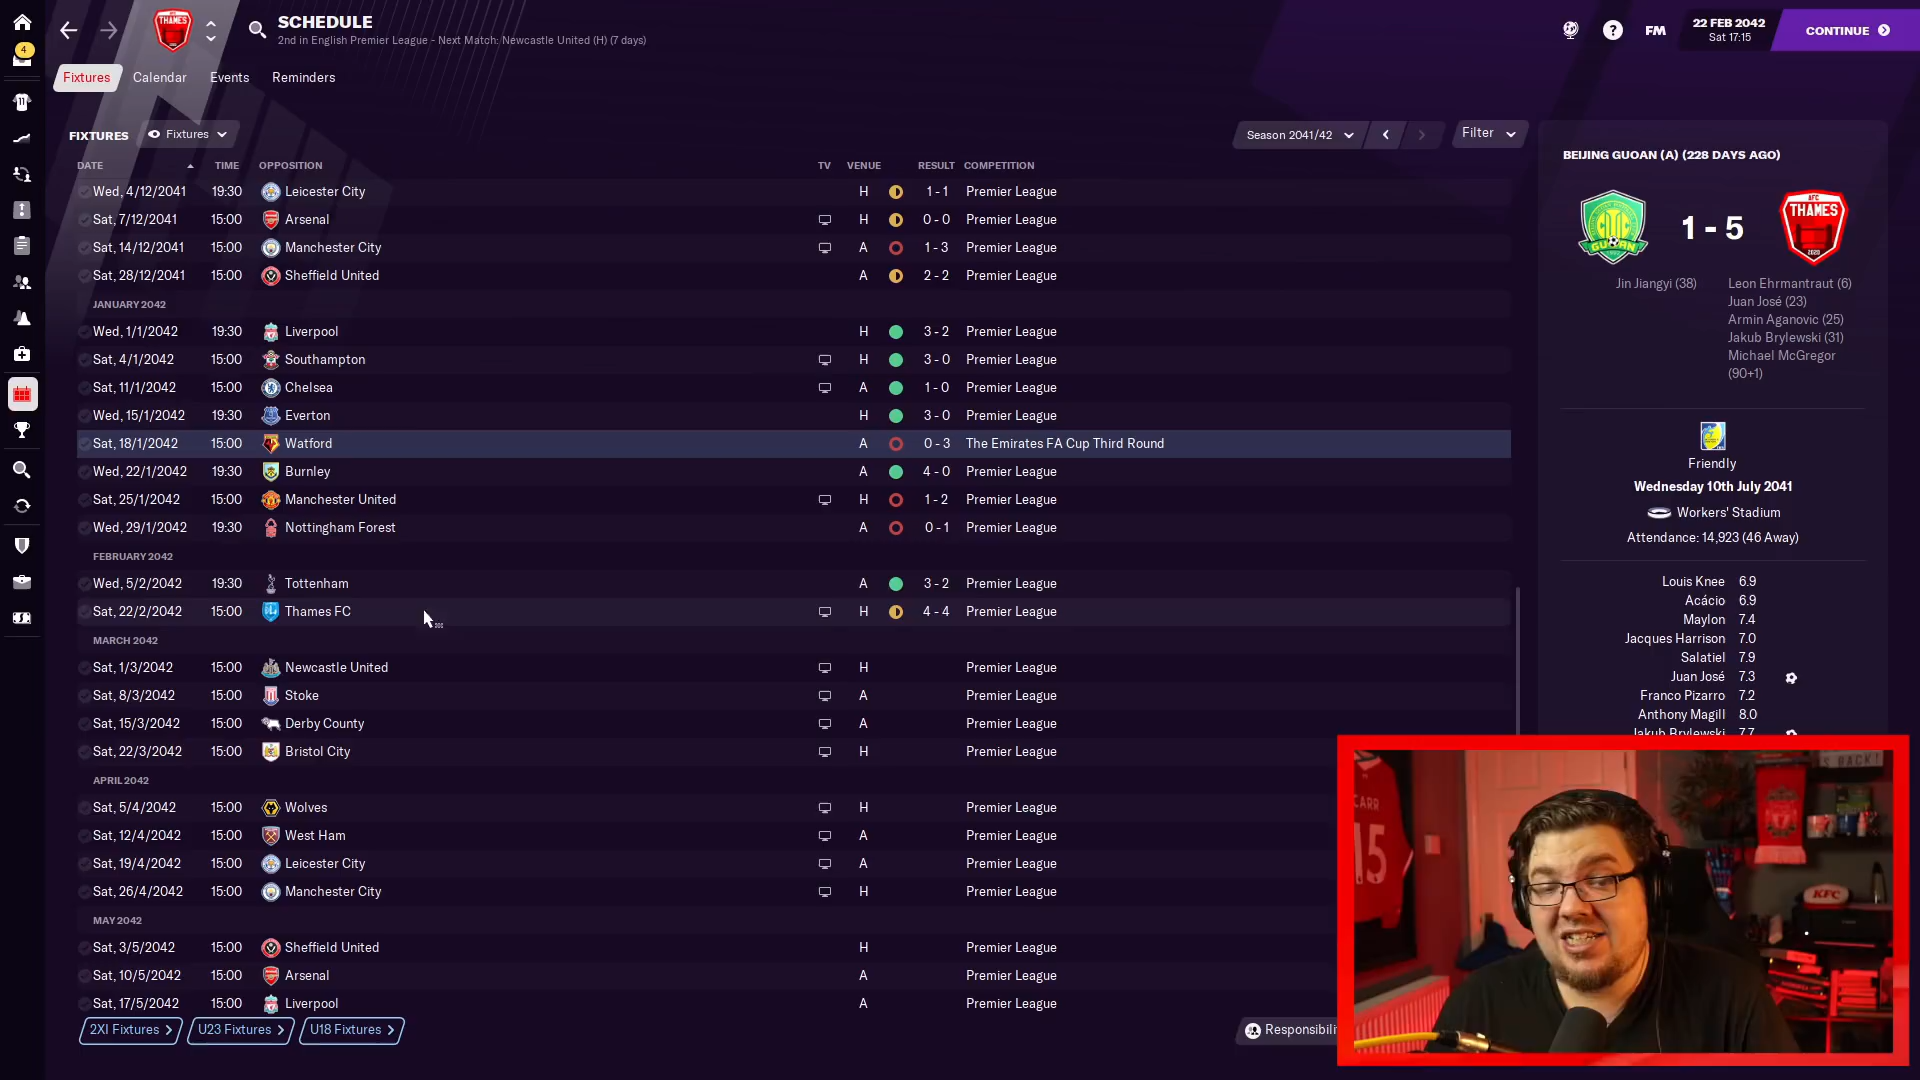 4
AFC
THAMES
SCHEDULE
2nd in English Premier League - Next Match: Newcastle United (H) (7 days)
? FM 22 FEB 2042
Sat 17:15
CONTINUE
Fixtures Calendar Events Reminders
FIXTURES Fixtures
Season 2041/42 Filter
DATE TIME OPPOSITION TV VENUE RESULT COMPETITION
Wed, 4/12/2041 19:30 Leicester City H 1 - 1 Premier League
Sat, 7/12/2041 15:00 Arsenal H 0 - 0 Premier League
Sat, 14/12/2041 15:00 Manchester City A 1 - 3 Premier League
Sat, 28/12/2041 15:00 Sheffield United A 2 - 2 Premier League
JANUARY 2042
Wed, 1/1/2042 19:30 Liverpool H 3 - 2 Premier League
Sat, 4/1/2042 15:00 Southampton H 3 - 0 Premier League
Sat, 11/1/2042 15:00 Chelsea A 1 - 0 Premier League
Wed, 15/1/2042 19:30 Everton H 3 - 0 Premier League
Sat, 18/1/2042 15:00 Watford A 0 - 3 The Emirates FA Cup Third Round
Wed, 22/1/2042 19:30 Burnley A 4 - 0 Premier League
Sat, 25/1/2042 15:00 Manchester United H 1 - 2 Premier League
Wed, 29/1/2042 19:30 Nottingham Forest A 0 - 1 Premier League
FEBRUARY 2042
Wed, 5/2/2042 19:30 Tottenham A 3 - 2 Premier League
Sat, 22/2/2042 15:00 Thames FC H 4 - 4 Premier League
MARCH 2042
Sat, 1/3/2042 15:00 Newcastle United H Premier League
Sat, 8/3/2042 15:00 Stoke A Premier League
Sat, 15/3/2042 15:00 Derby County A Premier League
Sat, 22/3/2042 15:00 Bristol City H Premier League
APRIL 2042
Sat, 5/4/2042 15:00 Wolves H Premier League
Sat, 12/4/2042 15:00 West Ham A Premier League
Sat, 19/4/2042 15:00 Leicester City A Premier League
Sat, 26/4/2042 15:00 Manchester City H Premier League
MAY 2042
Sat, 3/5/2042 15:00 Sheffield United H Premier League
Sat, 10/5/2042 15:00 Arsenal A Premier League
Sat, 17/5/2042 15:00 Liverpool A Premier League
2XI Fixtures U23 Fixtures U18 Fixtures
Responsibili
BEIJING GUOAN (A) (228 DAYS AGO)
GUOAN
1 - 5
AFC
THAMES
2020
Jin Jiangyi (38)
Leon Ehrmantraut (6)
Juan José (23)
Armin Aganovic (25)
Jakub Brylewski (31)
Michael McGregor
(90+1)
Friendly
Wednesday 10th July 2041
Workers' Stadium
Attendance: 14,923 (46 Away)
Louis Knee 6.9
Acácio 6.9
Maylon 7.4
Jacques Harrison 7.0
Salatiel 7.9
Juan José 7.3
Franco Pizarro 7.2
Anthony Magill 8.0
Jakub Brylewski 7.7
CARR
15
S BACK!
KFC